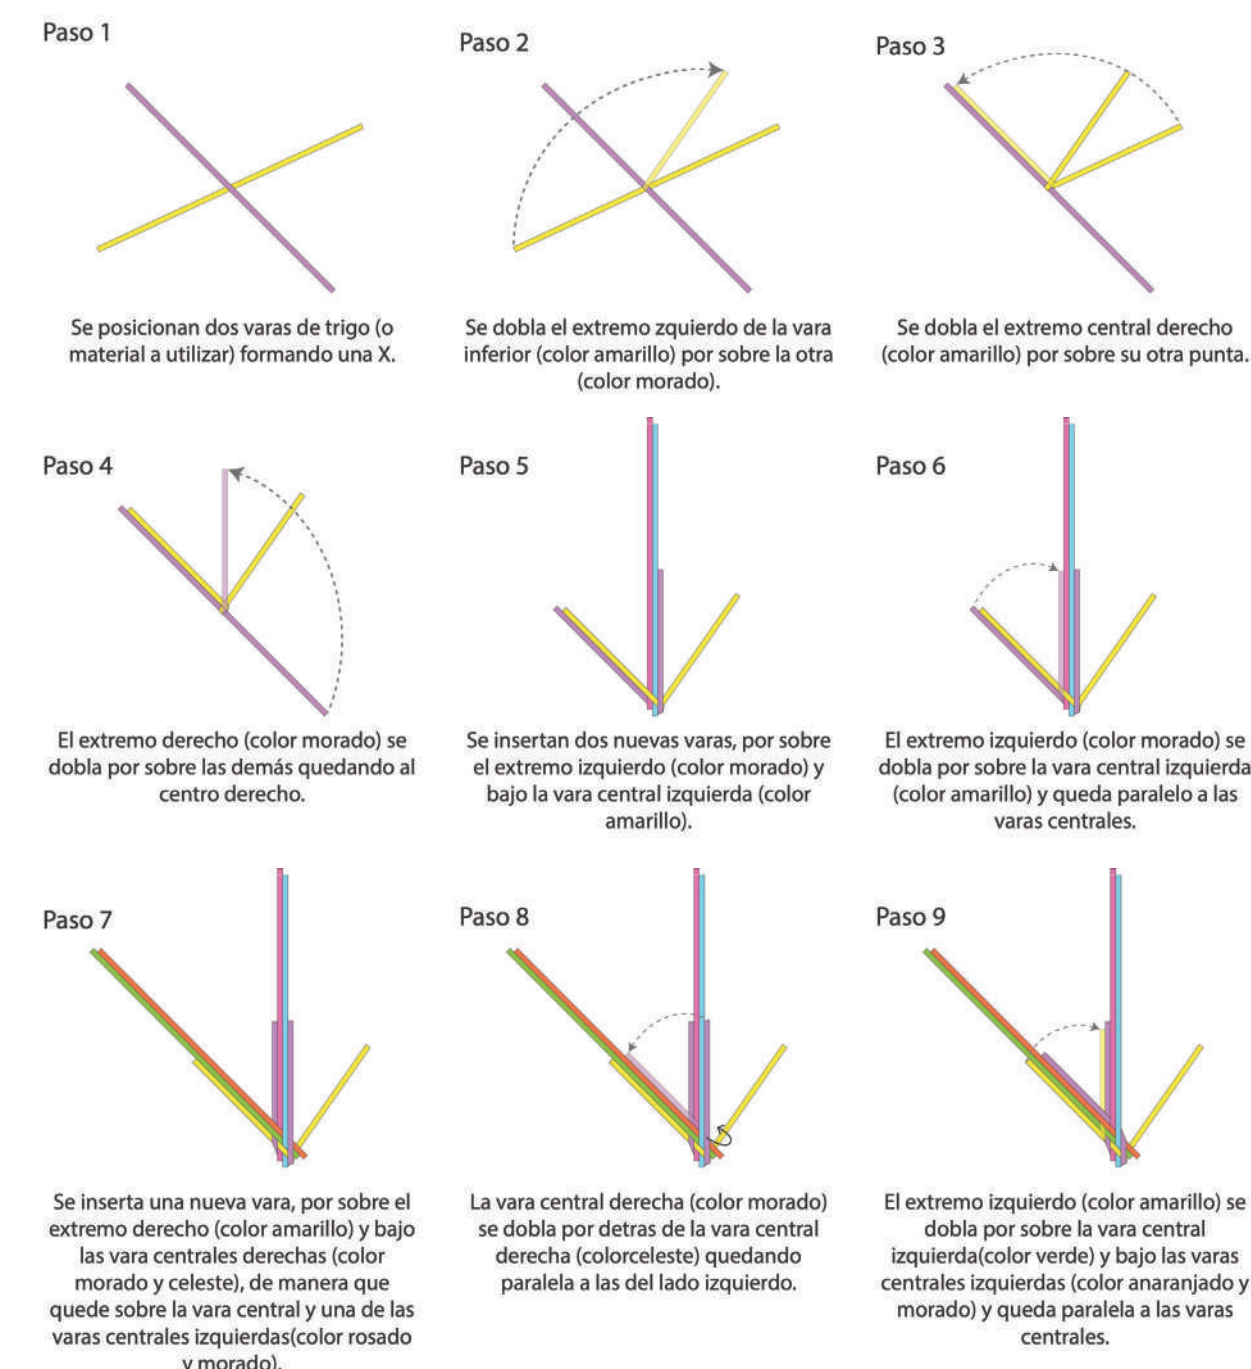 Paso 1
Paso 2
Paso 3
Se posicionan dos varas de trigo (o
material a utilizar) formando una X.
Se dobla el extremo zquierdo de la vara
inferior (color amarillo) por sobre la otra
(color morado).
Se dobla el extremo central derecho
(color amarillo) por sobre su otra punta.
Paso 4
Paso 5
Paso 6
El extremo derecho (color morado) se
dobla por sobre las demás quedando al
centro derecho.
Se insertan dos nuevas varas, por sobre
el extremo izquierdo (color morado) y
bajo la vara central izquierda (color
amarillo).
El extremo izquierdo (color morado) se
dobla por sobre la vara central izquierda
(color amarillo) y queda paralelo a las
varas centrales.
Paso 7
Paso 8
Paso 9
Se inserta una nueva vara, por sobre el
extremo derecho (color amarillo) y bajo
las vara centrales derechas (color
morado y celeste), de manera que
quede sobre la vara central y una de las
varas centrales izquierdas(color rosado
y morado).
La vara central derecha (color morado)
se dobla por detras de la vara central
derecha (colorceleste) quedando
paralela a las del lado izquierdo.
El extremo izquierdo (color amarillo) se
dobla por sobre la vara central
izquierda(color verde) y bajo las varas
centrales izquierdas (color anaranjado y
morado) y queda paralela a las varas
centrales.